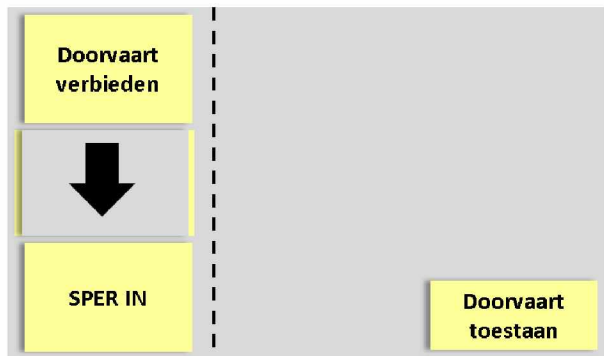 Doorvaart
verbieden
SPER IN
Doorvaart
toestaan